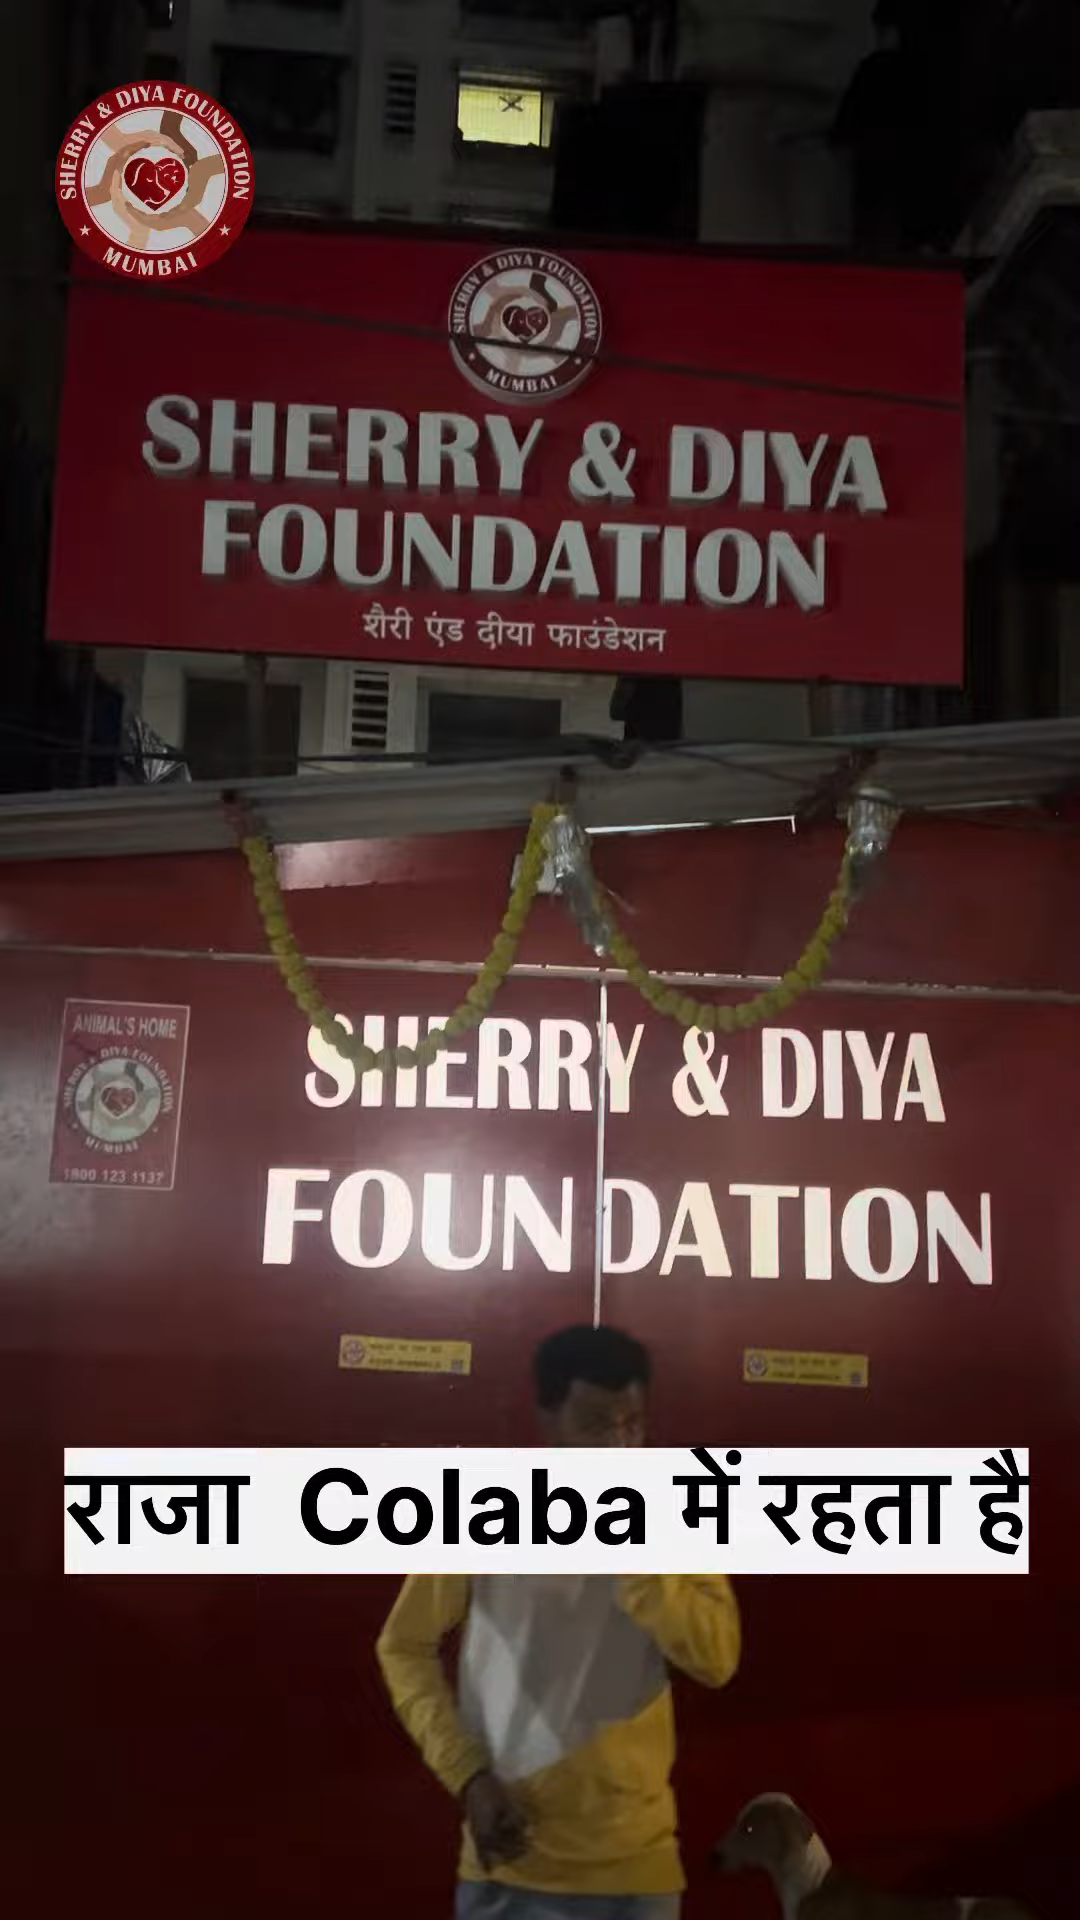 SHERRY & DIYA FOUNDATION
MUMBAI
SHERRY & DIYA FOUNDATION
MUMBAI
SHERRY & DIYA
FOUNDATION
शैरी एंड दीया फाउंडेशन
ANIMAL'S HOME
SHERRY & DIYA FOUNDATION
MUMBAI
1800 123 1137
SHERRY & DIYA
FOUNDATION
राजा Colaba में रहता है